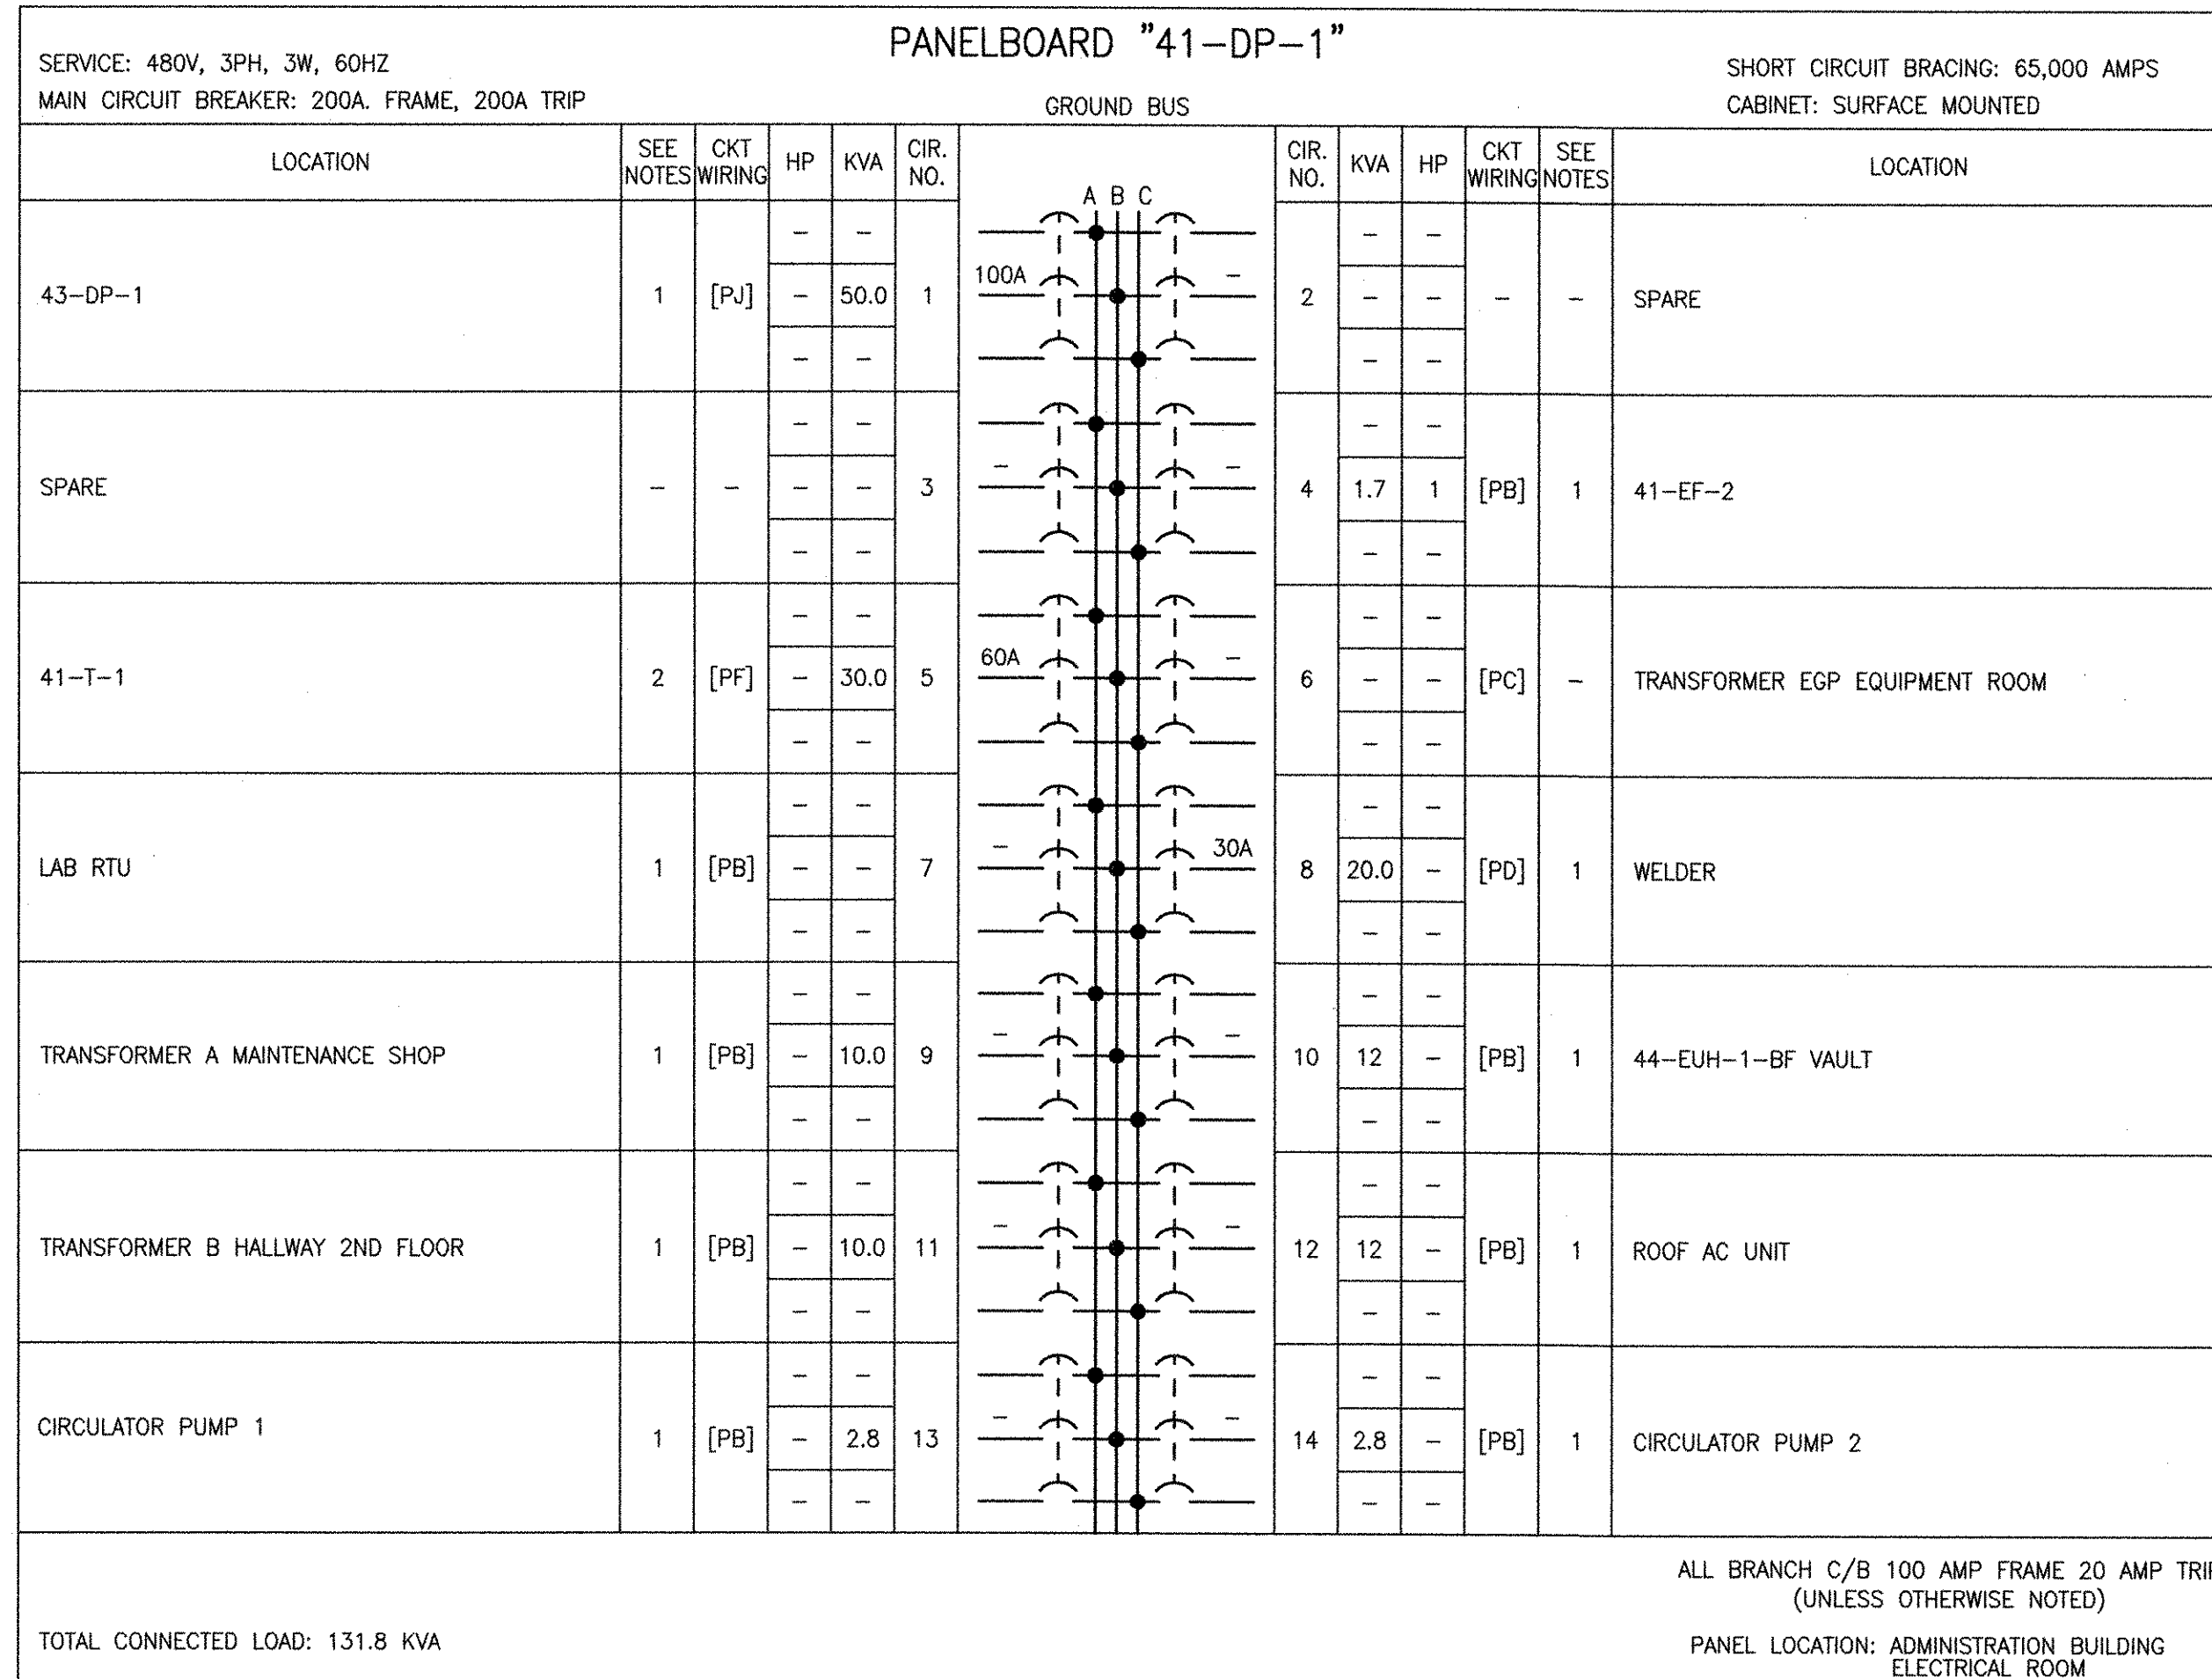 PANELBOARD "41-DP-1"
SERVICE: 480V, 3PH, 3W, 60HZ
MAIN CIRCUIT BREAKER: 200A. FRAME, 200A TRIP
GROUND BUS
SHORT CIRCUIT BRACING: 65,000 AMPS
CABINET: SURFACE MOUNTED
LOCATION SEE NOTES CKT WIRING HP KVA CIR. NO. A B C CIR. NO. KVA HP CKT WIRING SEE NOTES LOCATION
- - - -
43-DP-1 1 [PJ] - 50.0 1 100A - 2 - - - - SPARE
- - - -
- - - -
SPARE - - - - 3 - - 4 1.7 1 [PB] 1 41-EF-2
- - - -
- - - -
41-T-1 2 [PF] - 30.0 5 60A - 6 - - [PC] - TRANSFORMER EGP EQUIPMENT ROOM
- - - -
- - - -
LAB RTU 1 [PB] - - 7 - 30A 8 20.0 - [PD] 1 WELDER
- - - -
- - - -
TRANSFORMER A MAINTENANCE SHOP 1 [PB] - 10.0 9 - - 10 12 - [PB] 1 44-EUH-1-BF VAULT
- - - -
- - - -
TRANSFORMER B HALLWAY 2ND FLOOR 1 [PB] - 10.0 11 - - 12 12 - [PB] 1 ROOF AC UNIT
- - - -
- - - -
CIRCULATOR PUMP 1 1 [PB] - 2.8 13 - - 14 2.8 - [PB] 1 CIRCULATOR PUMP 2
- - - -
ALL BRANCH C/B 100 AMP FRAME 20 AMP TRIP
(UNLESS OTHERWISE NOTED)
TOTAL CONNECTED LOAD: 131.8 KVA
PANEL LOCATION: ADMINISTRATION BUILDING
ELECTRICAL ROOM